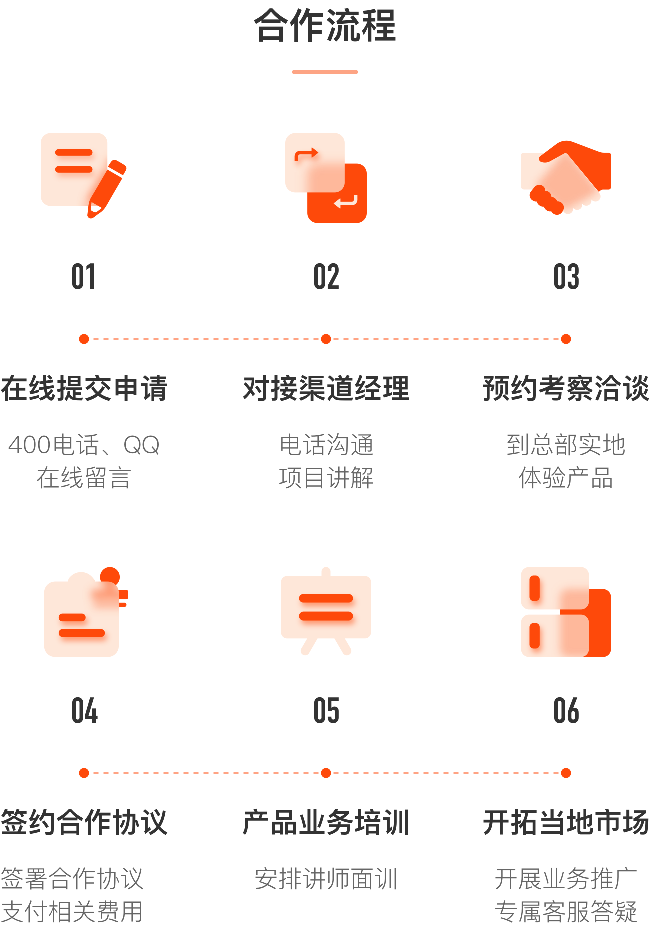 合作流程
01
02
03
在线提交申请
对接渠道经理
预约考察洽谈
400电话、QQ
在线留言
电话沟通
项目讲解
到总部实地
体验产品
04
05
06
签约合作协议
产品业务培训
开拓当地市场
签署合作协议
支付相关费用
安排讲师面训
开展业务推广
专属客服答疑